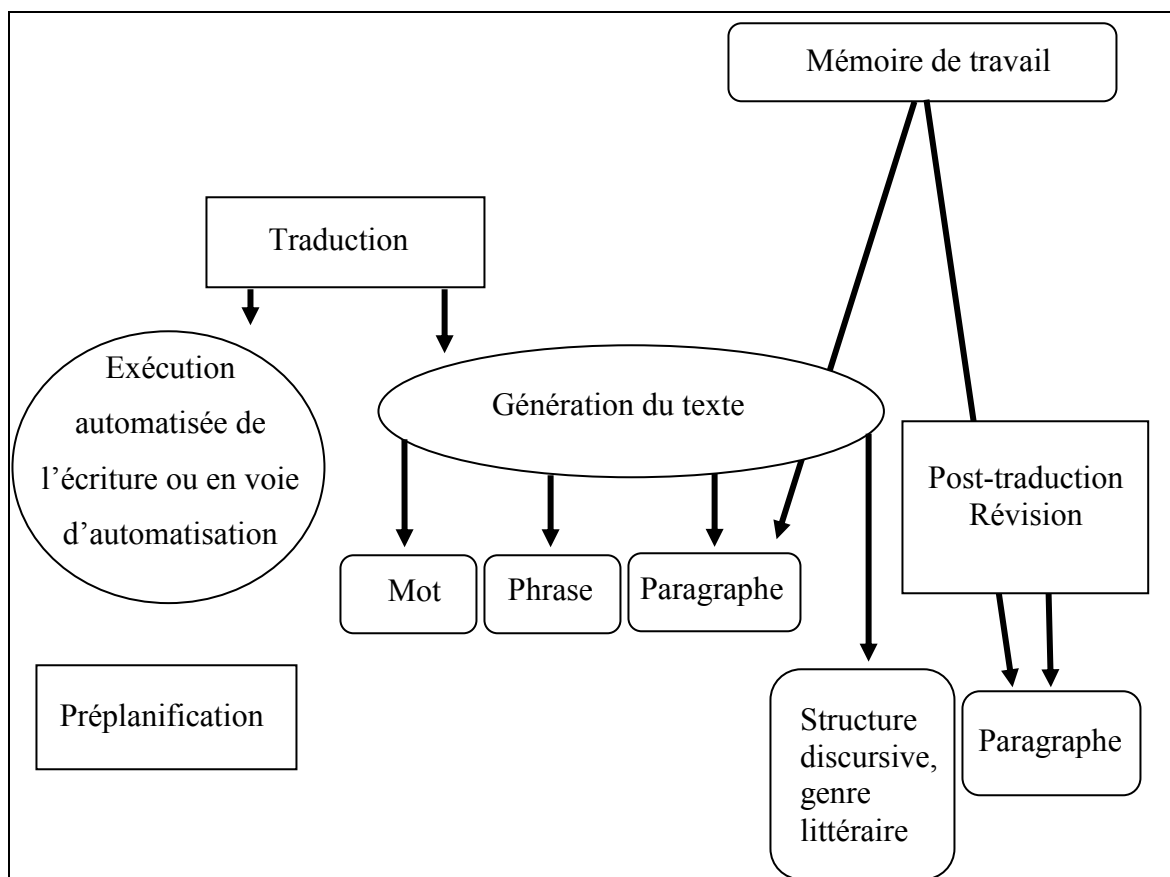 Mémoire de travail
Traduction
Exécution
automatisée de
l’écriture ou en voie
d’automatisation
Génération du texte
Post-traduction
Révision
Mot
Phrase
Paragraphe
Préplanification
Structure
discursive,
genre
littéraire
Paragraphe